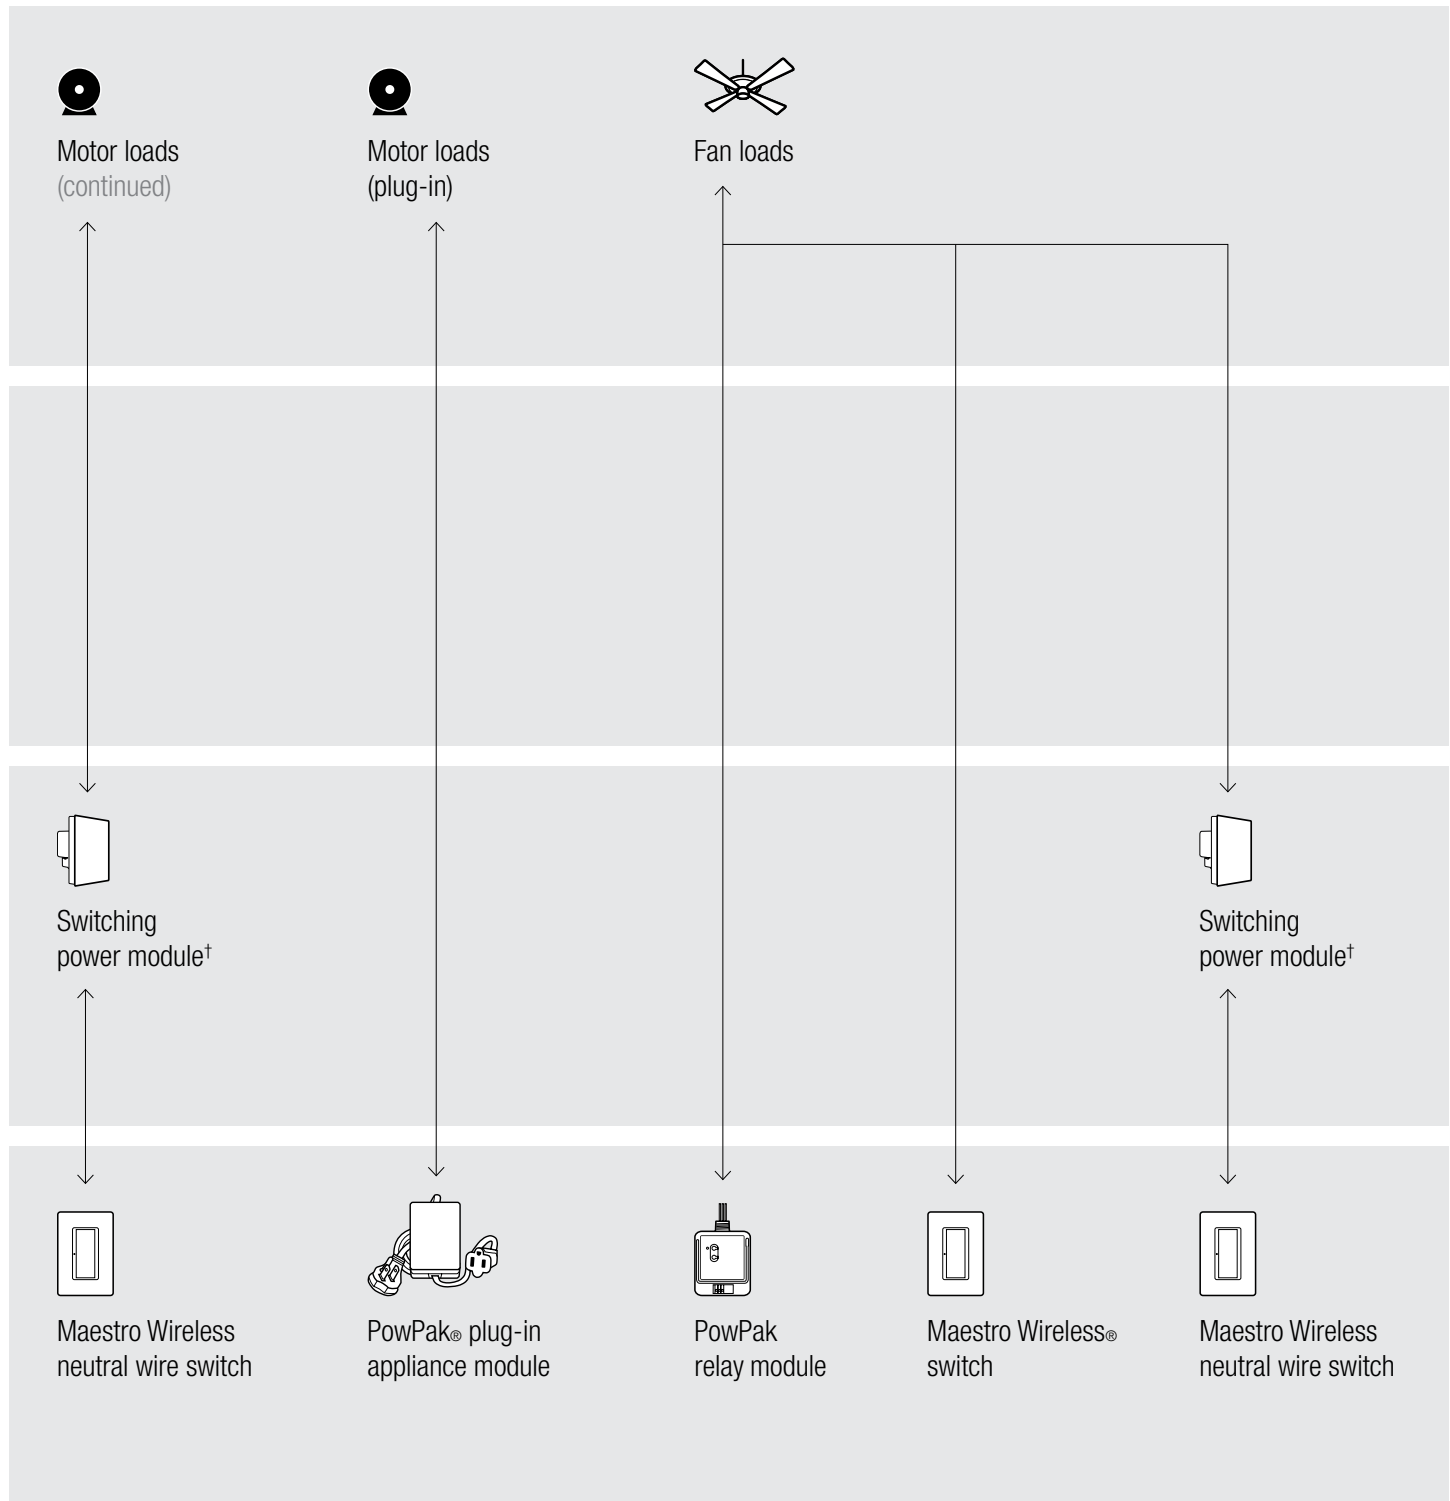 Motor loads
(continued)
Motor loads
(plug-in)
Fan loads
Switching
power module†
Switching
power module†
Maestro Wireless
neutral wire switch
PowPak® plug-in
appliance module
PowPak
relay module
Maestro Wireless®
switch
Maestro Wireless
neutral wire switch